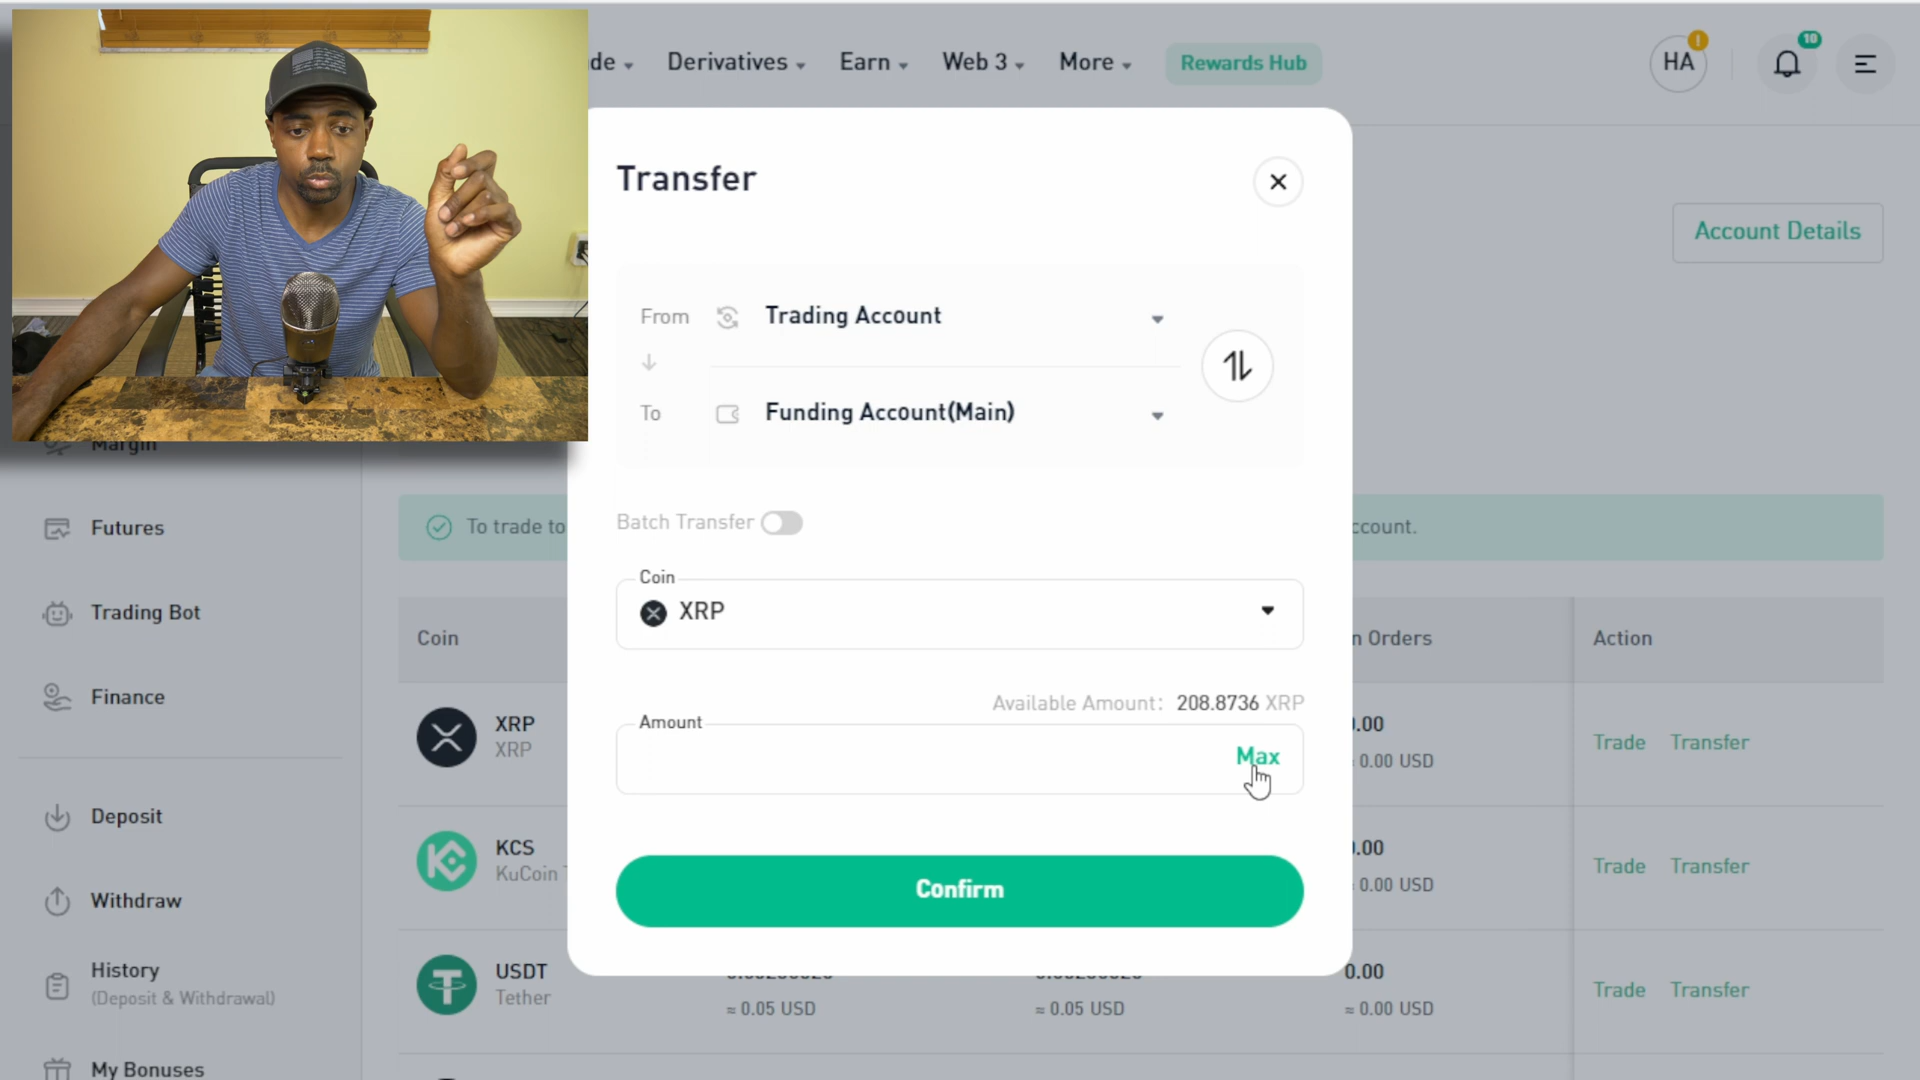 de
Derivatives
Earn
Web 3
More
Rewards Hub
HA
!
10
Transfer
Account Details
From
Trading Account
To
Funding Account(Main)
Margin
Batch Transfer
Futures
To trade to
ccount.
Coin
XRP
Trading Bot
Coin
n Orders
Action
Finance
Available Amount: 208.8736 XRP
Amount
Max
XRP
XRP
.00
0.00 USD
Trade
Transfer
Deposit
KCS
KuCoin
.00
0.00 USD
Trade
Transfer
Confirm
Withdraw
History
(Deposit & Withdrawal)
USDT
Tether
≈ 0.05 USD
≈ 0.05 USD
0.00
≈ 0.00 USD
Trade
Transfer
My Bonuses